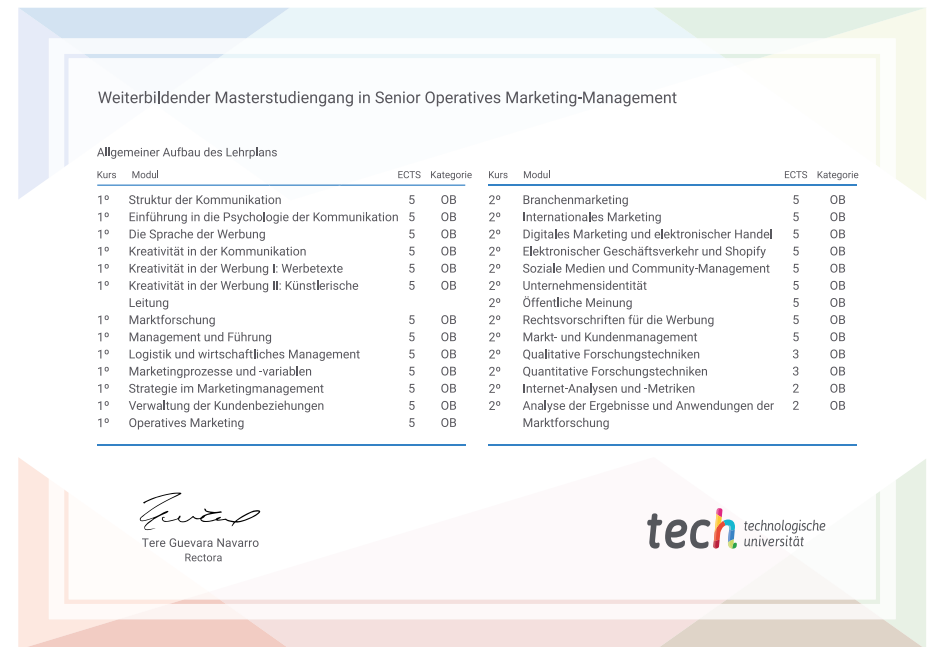 Weiterbildender Masterstudiengang in Senior Operatives Marketing-Management
Allgemeiner Aufbau des Lehrplans
Kurs Modul ECTS Kategorie
1º Struktur der Kommunikation 5 OB
1º Einführung in die Psychologie der Kommunikation 5 OB
1º Die Sprache der Werbung 5 OB
1º Kreativität in der Kommunikation 5 OB
1º Kreativität in der Werbung I: Werbetexte 5 OB
1º Kreativität in der Werbung II: Künstlerische 5 OB
Leitung
1º Marktforschung 5 OB
1º Management und Führung 5 OB
1º Logistik und wirtschaftliches Management 5 OB
1º Marketingprozesse und -variablen 5 OB
1º Strategie im Marketingmanagement 5 OB
1º Verwaltung der Kundenbeziehungen 5 OB
1º Operatives Marketing 5 OB
Kurs Modul ECTS Kategorie
2º Branchenmarketing 5 OB
2º Internationales Marketing 5 OB
2º Digitales Marketing und elektronischer Handel 5 OB
2º Elektronischer Geschäftsverkehr und Shopify 5 OB
2º Soziale Medien und Community-Management 5 OB
2º Unternehmensidentität 5 OB
2º Öffentliche Meinung 5 OB
2º Rechtsvorschriften für die Werbung 5 OB
2º Markt- und Kundenmanagement 5 OB
2º Qualitative Forschungstechniken 3 OB
2º Quantitative Forschungstechniken 3 OB
2º Internet-Analysen und -Metriken 2 OB
2º Analyse der Ergebnisse und Anwendungen der 2 OB
Marktforschung
Tere Guevara Navarro
Rectora
tech technologische
universität